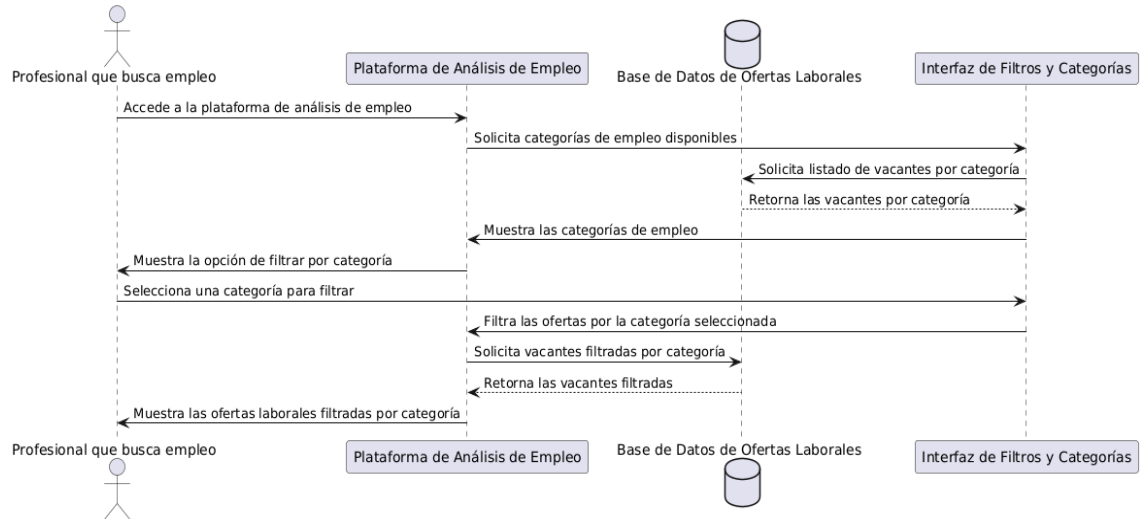 Profesional que busca empleo
Plataforma de Análisis de Empleo
Base de Datos de Ofertas Laborales
Interfaz de Filtros y Categorías
Accede a la plataforma de análisis de empleo
Solicita categorías de empleo disponibles
Solicita listado de vacantes por categoría
Retorna las vacantes por categoría
Muestra las categorías de empleo
Muestra la opción de filtrar por categoría
Selecciona una categoría para filtrar
Filtra las ofertas por la categoría seleccionada
Solicita vacantes filtradas por categoría
Retorna las vacantes filtradas
Muestra las ofertas laborales filtradas por categoría
Profesional que busca empleo
Plataforma de Análisis de Empleo
Base de Datos de Ofertas Laborales
Interfaz de Filtros y Categorías